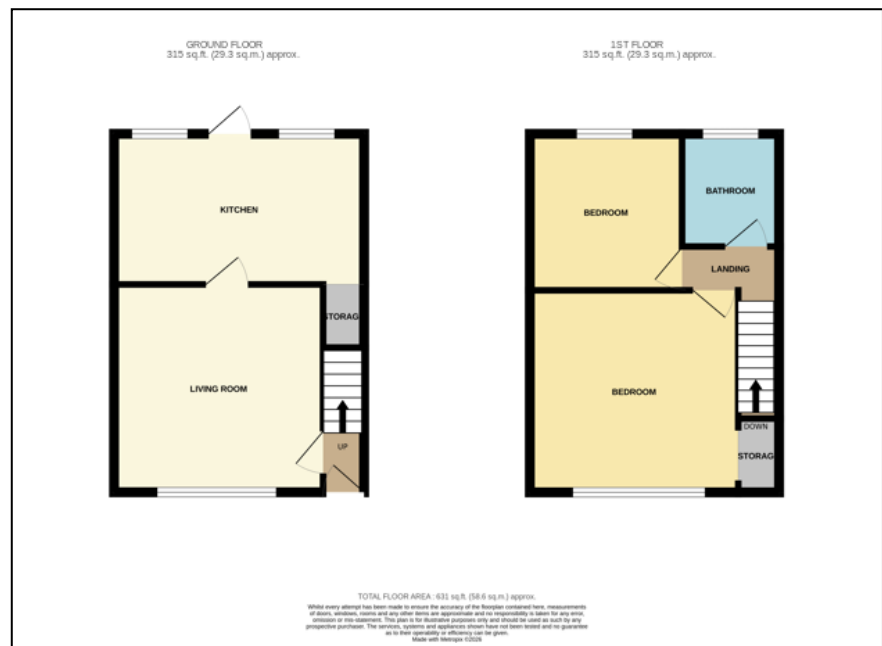 GROUND FLOOR
315 sq.ft. (29.3 sq.m.) approx.
1ST FLOOR
315 sq.ft. (29.3 sq.m.) approx.
KITCHEN
STORAG
LIVING ROOM
UP
BEDROOM
BATHROOM
LANDING
BEDROOM
DOWN
STORAG
TOTAL FLOOR AREA : 631 sq.ft. (58.6 sq.m.) approx.
Whilst every attempt has been made to ensure the accuracy of the floorplan contained here, measurements
of doors, windows, rooms and any other items are approximate and no responsibility is taken for any error,
omission or mis-statement. This plan is for illustrative purposes only and should be used as such by any
prospective purchaser. The services, systems and appliances shown have not been tested and no guarantee
as to their operability or efficiency can be given.
Made with Metropix ©2026